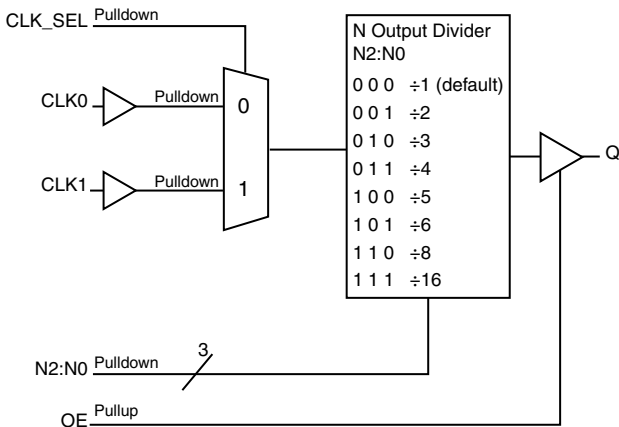 CLK_SEL Pulldown
CLK0 Pulldown 0
CLK1 Pulldown 1
N Output Divider
N2:N0
0 0 0 ÷1 (default)
0 0 1 ÷2
0 1 0 ÷3
0 1 1 ÷4
1 0 0 ÷5
1 0 1 ÷6
1 1 0 ÷8
1 1 1 ÷16
Q
N2:N0 Pulldown 3
OE Pullup